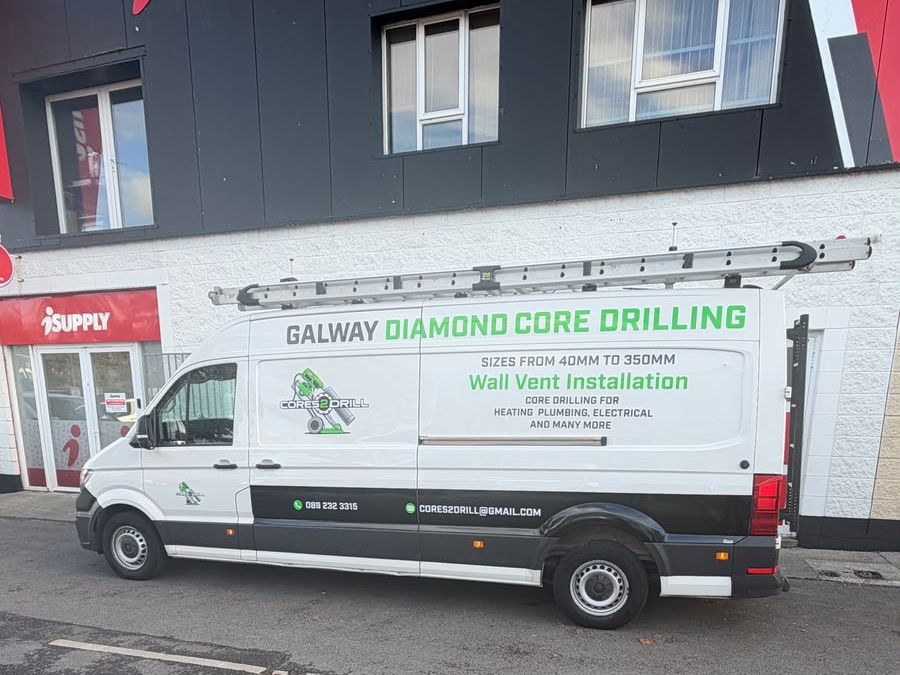 iSUPPLY
GALWAY DIAMOND CORE DRILLING
SIZES FROM 40MM TO 350MM
Wall Vent Installation
CORE DRILLING FOR
HEATING PLUMBING, ELECTRICAL
AND MANY MORE
CORES2DRILL
089 232 3315
CORES2DRILL@GMAIL.COM